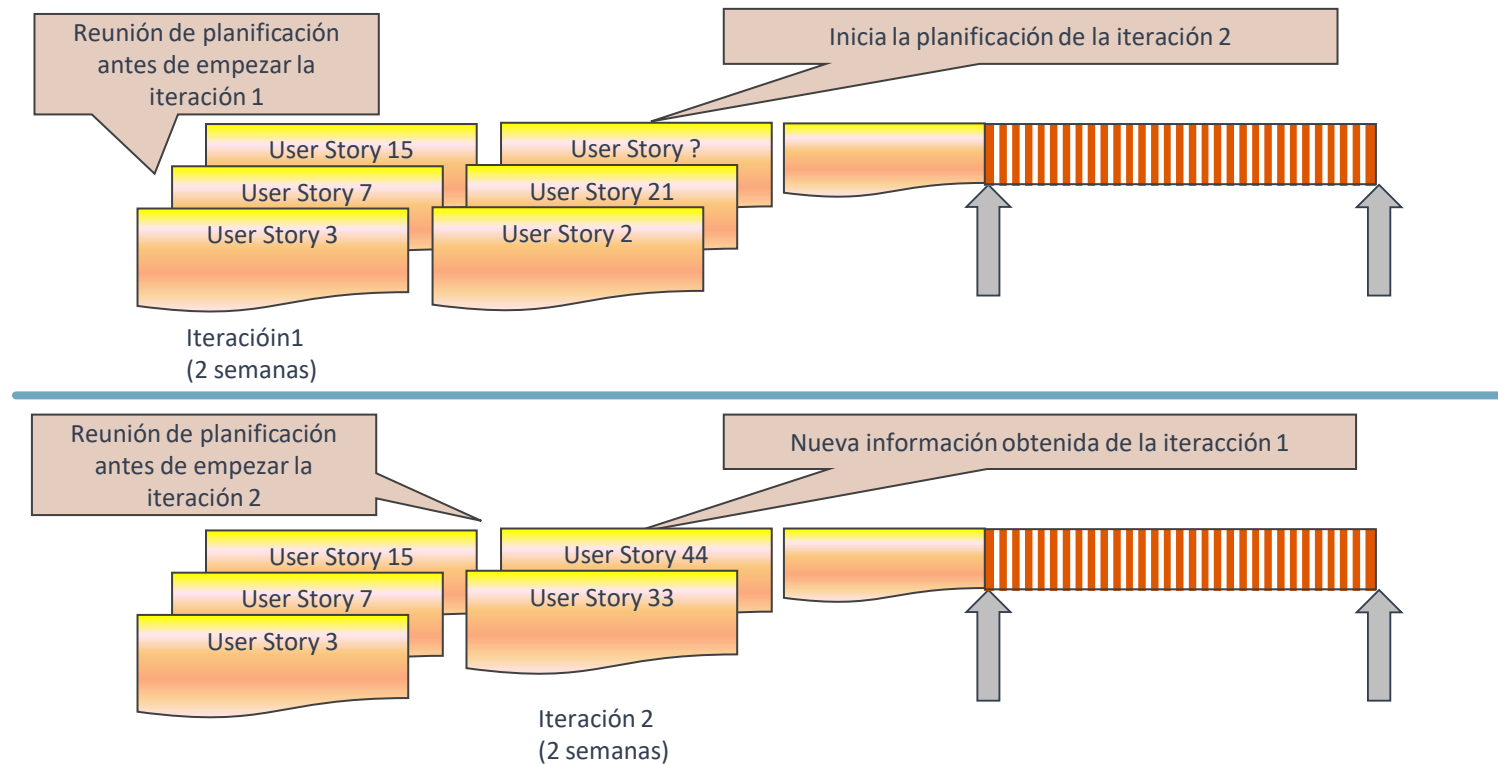 Reunión de planificación
antes de empezar la
iteración 1
Inicia la planificación de la iteración 2
User Story 15
User Story 7
User Story 3
User Story ?
User Story 21
User Story 2
Iteracióin1
(2 semanas)
Reunión de planificación
antes de empezar la
iteración 2
Nueva información obtenida de la iteracción 1
User Story 15
User Story 7
User Story 3
User Story 44
User Story 33
Iteración 2
(2 semanas)